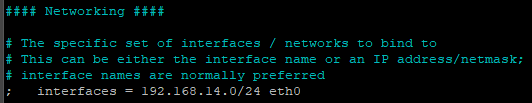 #### Networking ####
# The specific set of interfaces / networks to bind to
# This can be either the interface name or an IP address/netmask;
# interface names are normally preferred
;   interfaces = 192.168.14.0/24 eth0